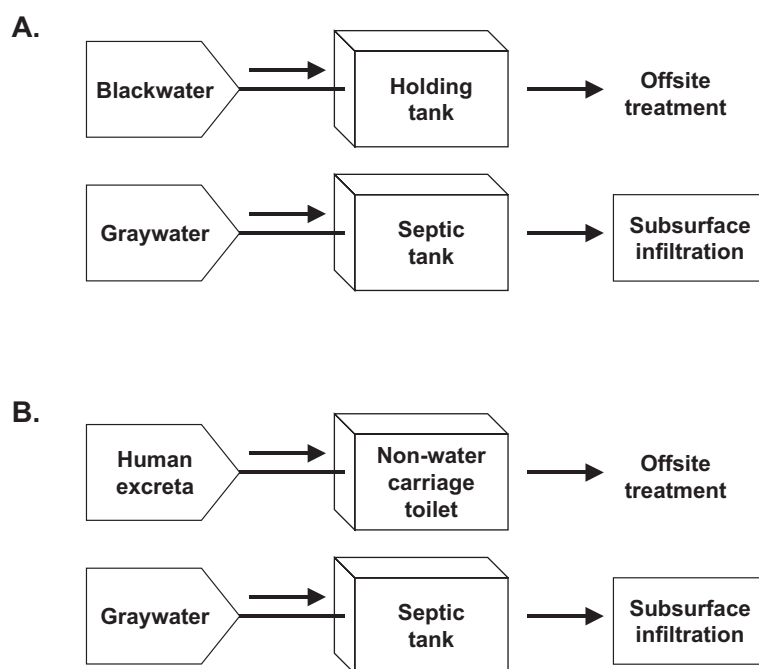 A.
Blackwater
Holding
tank
Offsite
treatment
Graywater
Septic
tank
Subsurface
infiltration
B.
Human
excreta
Non-water
carriage
toilet
Offsite
treatment
Graywater
Septic
tank
Subsurface
infiltration